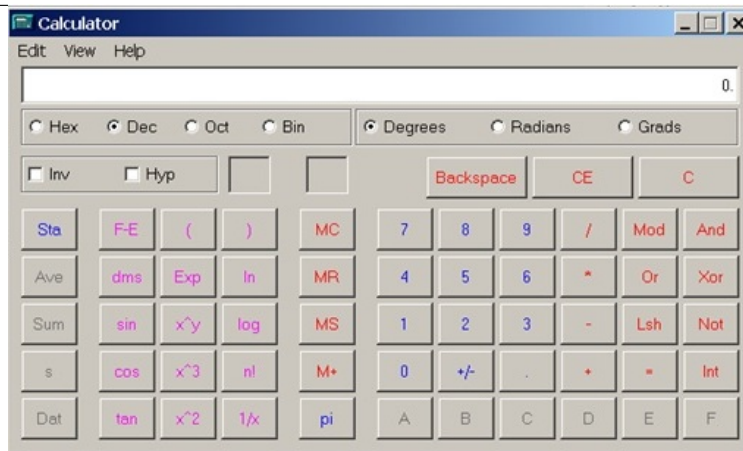 Calculator
Edit View Help
0.
Hex Dec Oct Bin Degrees Radians Grads
Inv Hyp Backspace CE C
Sta F-E ( ) MC 7 8 9 / Mod And
Ave dms Exp ln MR 4 5 6 * Or Xor
Sum sin x^y log MS 1 2 3 - Lsh Not
s cos x^3 n! M+ 0 +/- . + = Int
Dat tan x^2 1/x pi A B C D E F